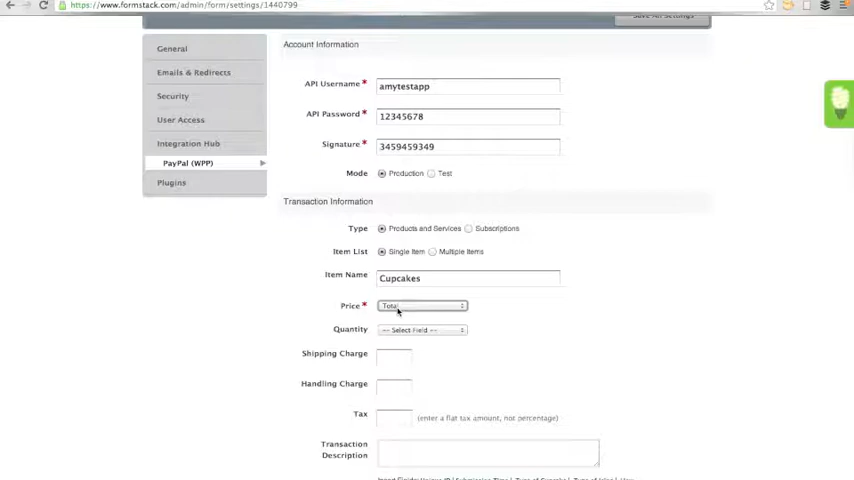 https://www.formstack.com/admin/form/settings/1440799
Save All Settings
General
Emails & Redirects
Security
User Access
Integration Hub
PayPal (WPP)
Plugins
Account Information
API Username*
amytestapp
API Password*
12345678
Signature*
3459459349
Mode
Production
Test
Transaction Information
Type
Products and Services
Subscriptions
Item List
Single Item
Multiple Items
Item Name
Cupcakes
Price*
Total
Quantity
--- Select Field ---
Shipping Charge
Handling Charge
Tax
(enter a flat tax amount, not percentage)
Transaction
Description